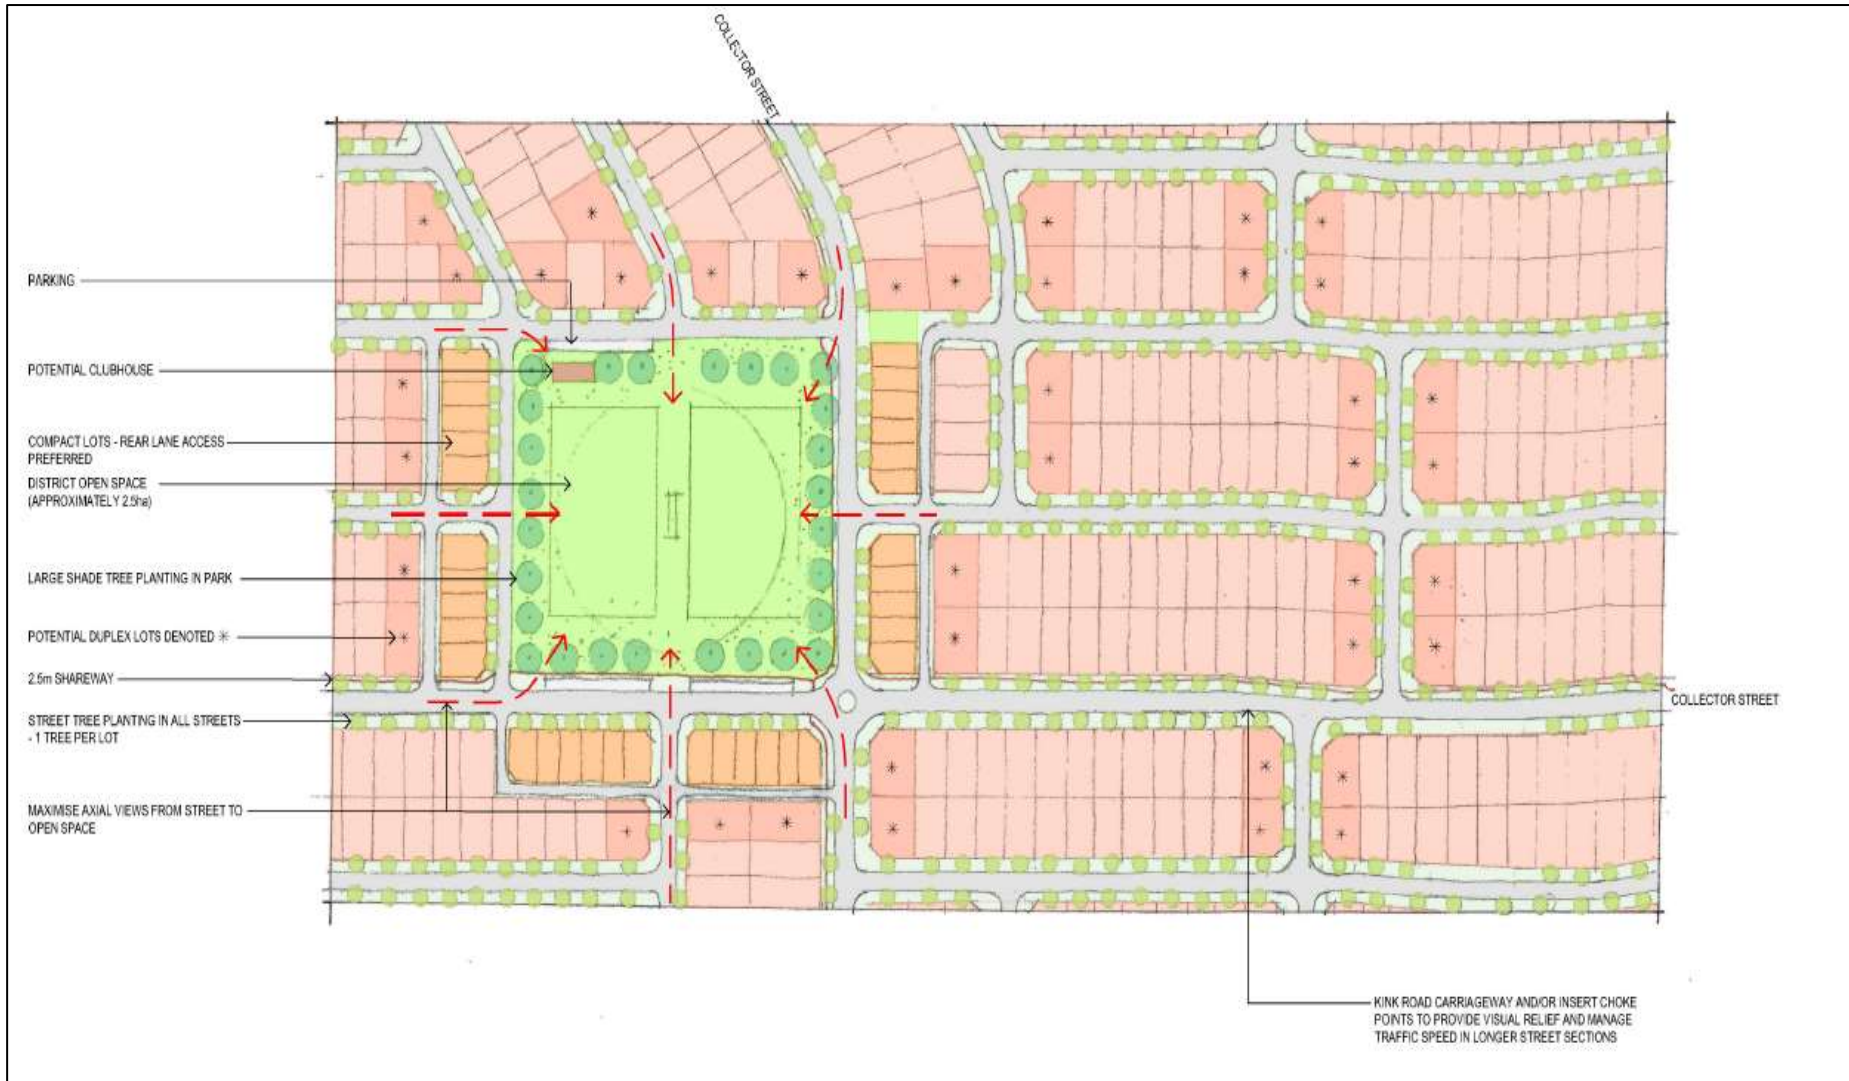 COLLECTOR STREET
PARKING
POTENTIAL CLUBHOUSE
COMPACT LOTS - REAR LANE ACCESS
PREFERRED
DISTRICT OPEN SPACE
(APPROXIMATELY 2.5ha)
LARGE SHADE TREE PLANTING IN PARK
POTENTIAL DUPLEX LOTS DENOTED ✳
2.5m SHAREWAY
STREET TREE PLANTING IN ALL STREETS
- 1 TREE PER LOT
MAXIMISE AXIAL VIEWS FROM STREET TO
OPEN SPACE
COLLECTOR STREET
KINK ROAD CARRIAGEWAY AND/OR INSERT CHOKE
POINTS TO PROVIDE VISUAL RELIEF AND MANAGE
TRAFFIC SPEED IN LONGER STREET SECTIONS